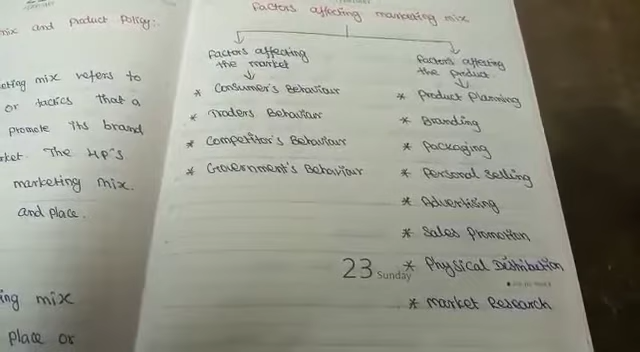 mix and Product Policy:-
eting mix refers to
or tactics that a
promote its brand
rket. The 4P's
marketing mix.
and place.
ing mix
place or
Factors affecting marketing mix
Factors affecting
the market
* Consumer's Behaviour
* Traders Behaviour
* Competitor's Behaviour
* Government's Behaviour
Factors affecting
the product
* Product Planning
* Branding
* Packaging
* Personal Selling
* Advertising
* Sales Promotion
* Physical Distribution
* Market Research
23 Sunday